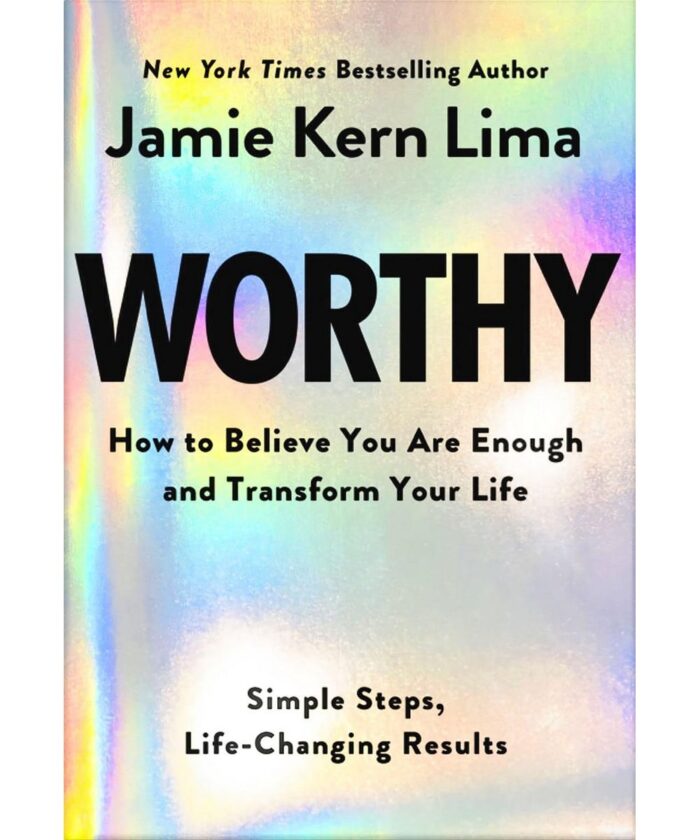 New York Times Bestselling Author
Jamie Kern Lima
WORTHY
How to Believe You Are Enough
and Transform Your Life
Simple Steps,
Life-Changing Results